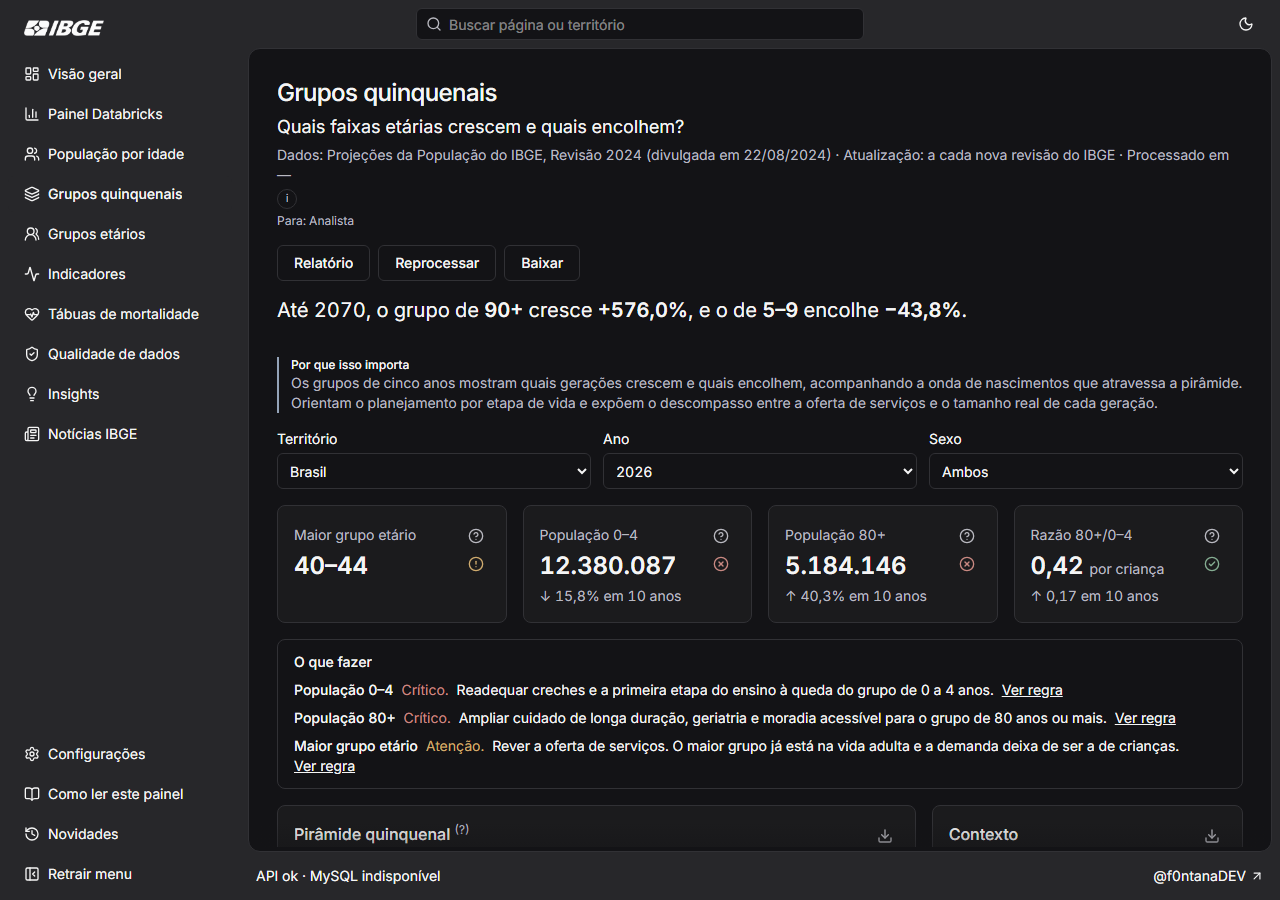 IBGE
Buscar página ou território
Visão geral
Painel Databricks
População por idade
Grupos quinquenais
Grupos etários
Indicadores
Tábuas de mortalidade
Qualidade de dados
Insights
Notícias IBGE
Configurações
Como ler este painel
Novidades
Retrair menu
Grupos quinquenais
Quais faixas etárias crescem e quais encolhem?
Dados: Projeções da População do IBGE, Revisão 2024 (divulgada em 22/08/2024) · Atualização: a cada nova revisão do IBGE · Processado em
—
i
Para: Analista
Relatório Reprocessar Baixar
Até 2070, o grupo de 90+ cresce +576,0%, e o de 5–9 encolhe −43,8%.
Por que isso importa
Os grupos de cinco anos mostram quais gerações crescem e quais encolhem, acompanhando a onda de nascimentos que atravessa a pirâmide.
Orientam o planejamento por etapa de vida e expõem o descompasso entre a oferta de serviços e o tamanho real de cada geração.
Território Ano Sexo
Brasil 2026 Ambos
Maior grupo etário
40–44
População 0–4
12.380.087
↓ 15,8% em 10 anos
População 80+
5.184.146
↑ 40,3% em 10 anos
Razão 80+/0–4
0,42 por criança
↑ 0,17 em 10 anos
O que fazer
População 0–4 Crítico. Readequar creches e a primeira etapa do ensino à queda do grupo de 0 a 4 anos. Ver regra
População 80+ Crítico. Ampliar cuidado de longa duração, geriatria e moradia acessível para o grupo de 80 anos ou mais. Ver regra
Maior grupo etário Atenção. Rever a oferta de serviços. O maior grupo já está na vida adulta e a demanda deixa de ser a de crianças.
Ver regra
Pirâmide quinquenal (?)
Contexto
API ok · MySQL indisponível
@f0ntanaDEV ↗